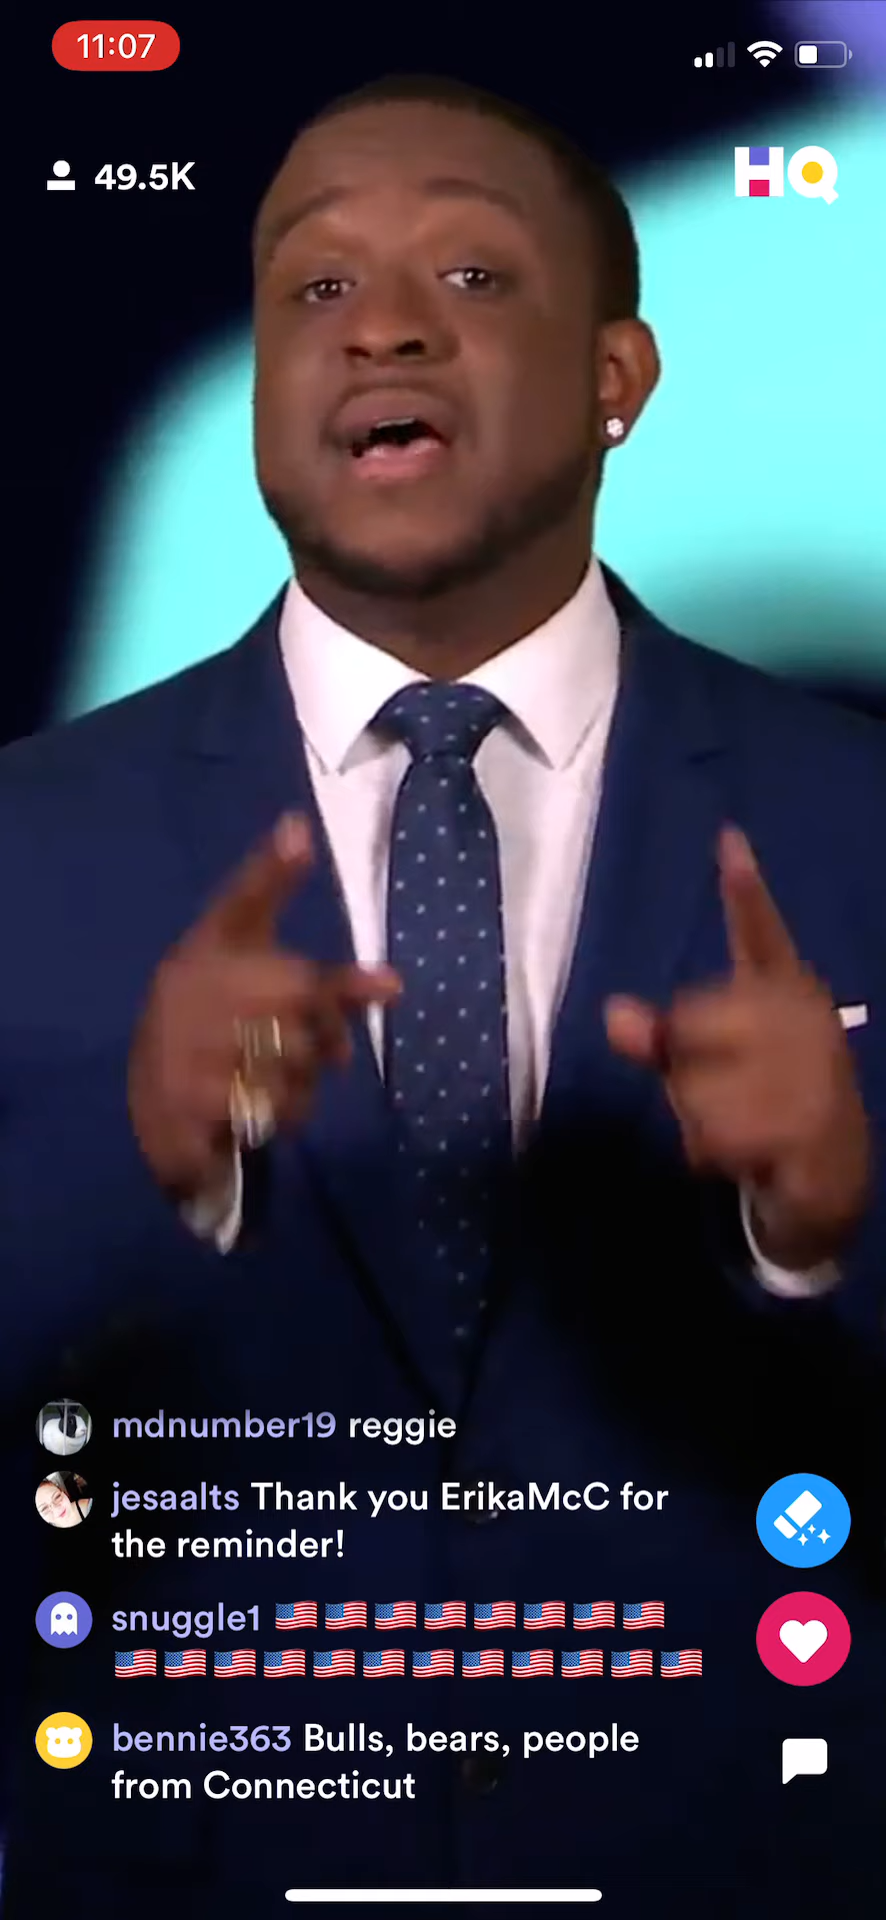 11:07
49.5K
HQ
mdnumber19 reggie
jesaalts Thank you ErikaMcC for
the reminder!
snuggle1 🇺🇸🇺🇸🇺🇸🇺🇸🇺🇸🇺🇸🇺🇸🇺🇸
🇺🇸🇺🇸🇺🇸🇺🇸🇺🇸🇺🇸🇺🇸🇺🇸🇺🇸🇺🇸🇺🇸🇺🇸
bennie363 Bulls, bears, people
from Connecticut